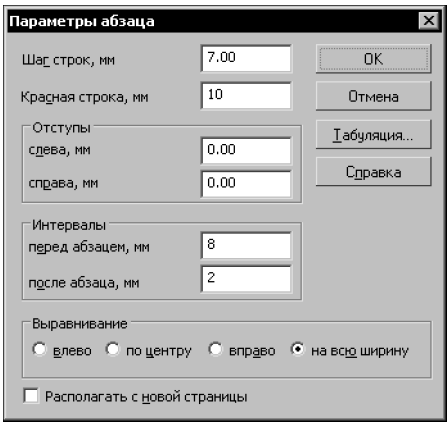 Параметры абзаца
Шаг строк, мм 7.00 OK
Красная строка, мм 10 Отмена
Отступы Табуляция...
слева, мм 0.00
справа, мм 0.00 Справка
Интервалы
перед абзацем, мм 8
после абзаца, мм 2
Выравнивание
влево по центру вправо на всю ширину
Располагать с новой страницы